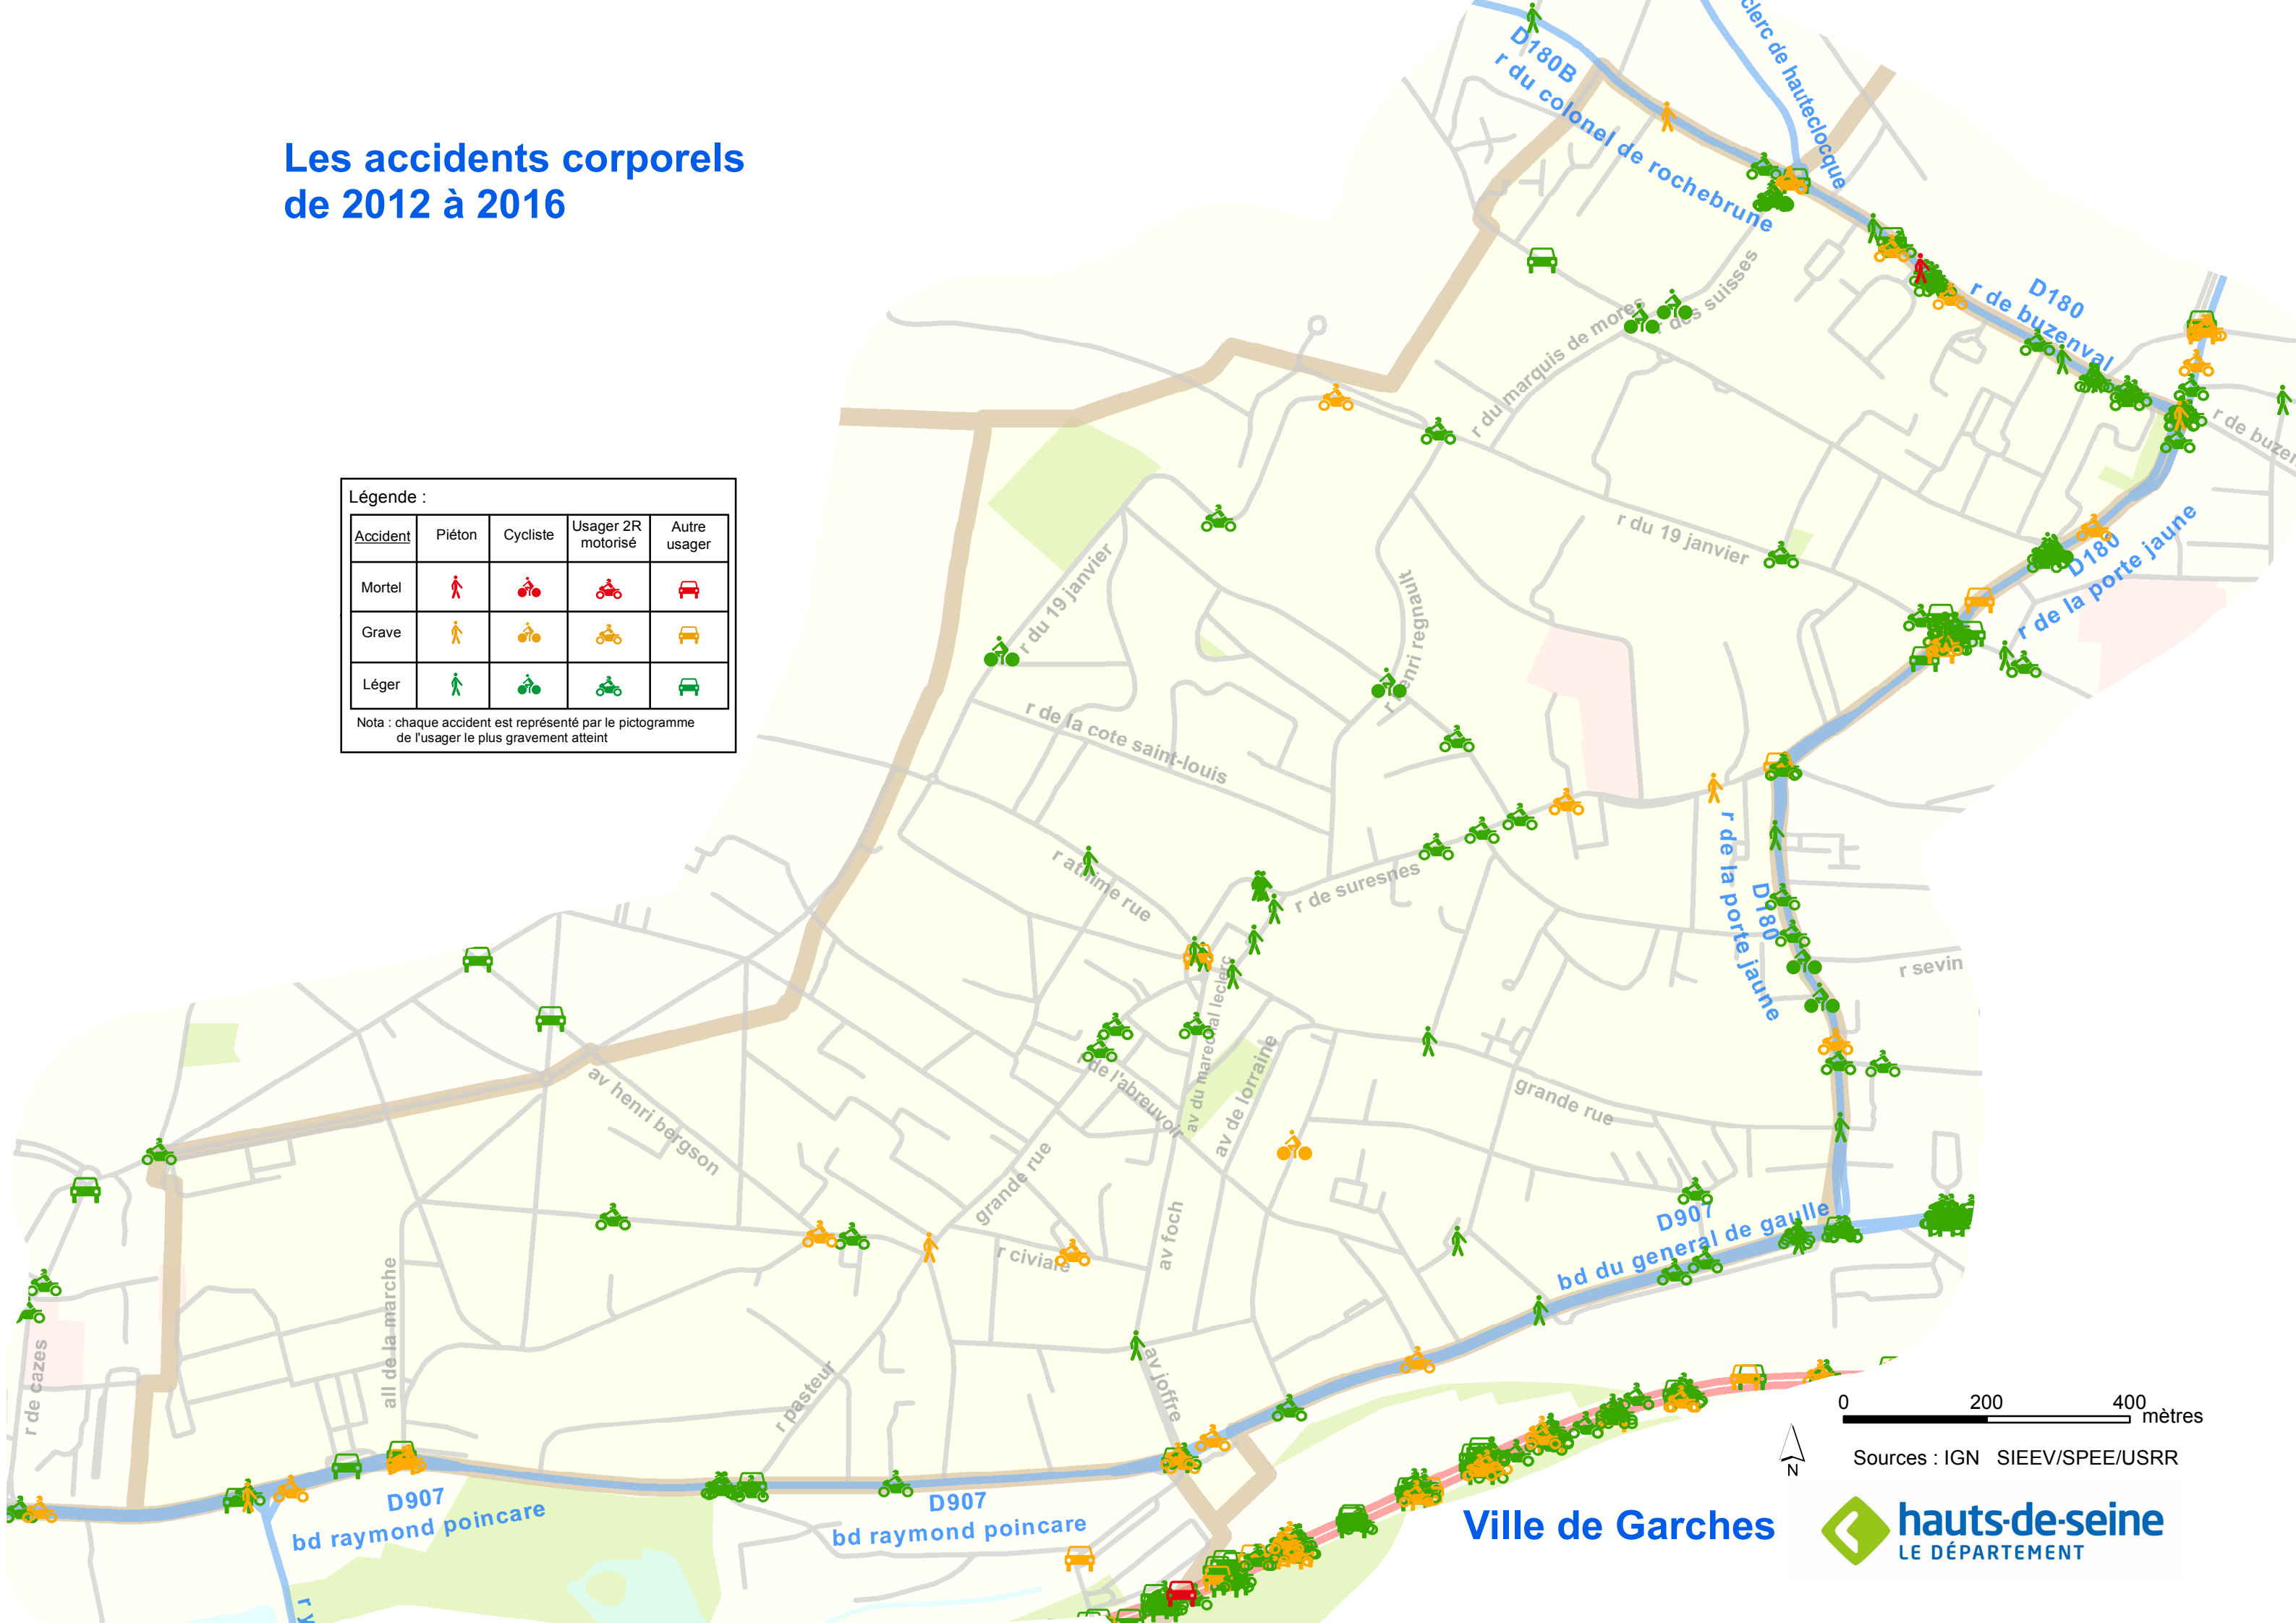 Les accidents corporels
de 2012 à 2016
clerc de hauteclocque
D180B
r du colonel de rochebrune
D180
r de buzenval
r des suisses
r du marquis de mores
r de buzen
r du 19 janvier
D180
r de la porte jaune
Légende :
Accident
Piéton
Cycliste
Usager 2R
motorisé
Autre
usager
Mortel
Grave
Léger
Nota : chaque accident est représenté par le pictogramme
de l'usager le plus gravement atteint
r du 19 janvier
r henri regnault
r de la cote saint-louis
r de suresnes
r de la porte jaune
D180
r sevin
av du marechal leclerc
av de lorraine
de l'abreuvoir
grande rue
av henri bergson
grande rue
r civiale
av foch
D907
bd du general de gaulle
all de la marche
r de cazes
r pasteur
av joffre
D907
bd raymond poincare
D907
bd raymond poincare
0 200 400
mètres
N
Sources : IGN SIEEV/SPEE/USRR
Ville de Garches
hauts-de-seine
LE DÉPARTEMENT